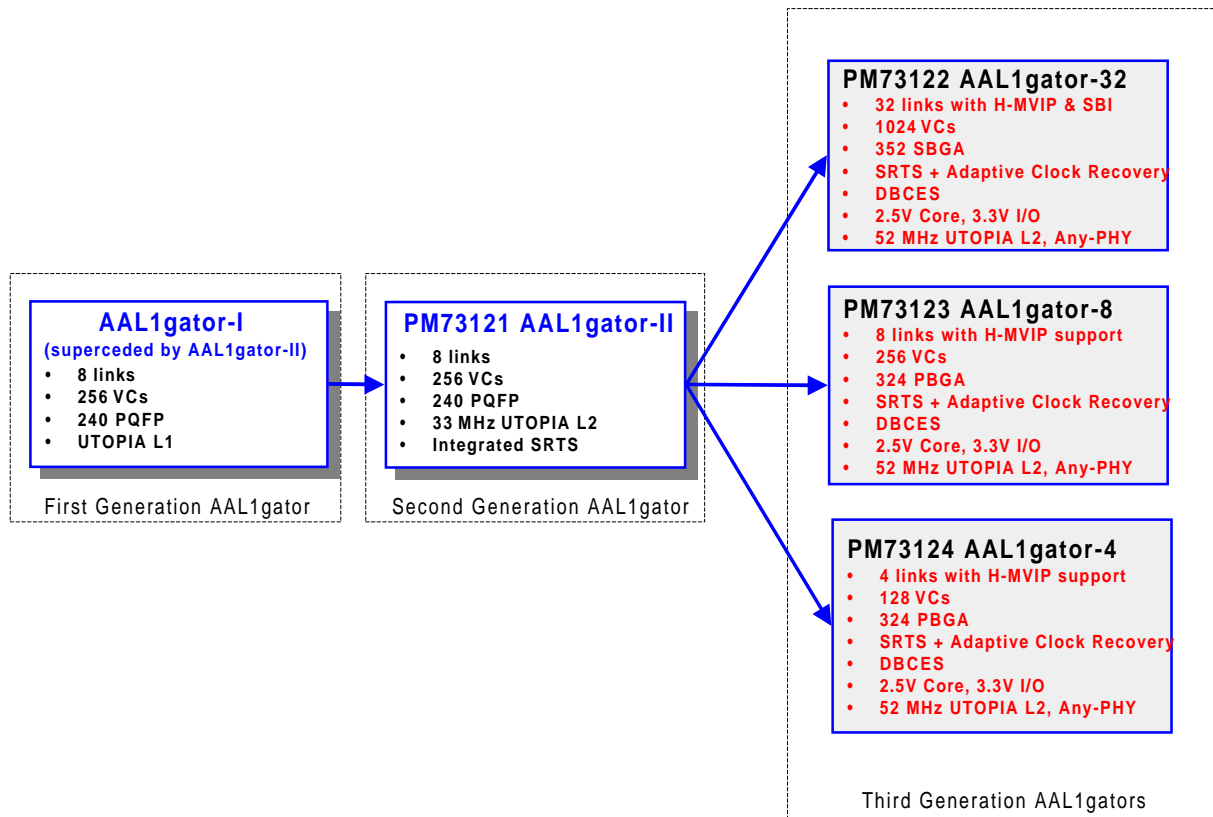 AAL1gator-I
(superceded by AAL1gator-II)
• 8 links
• 256 VCs
• 240 PQFP
• UTOPIA L1
First Generation AAL1gator
PM73121 AAL1gator-II
• 8 links
• 256 VCs
• 240 PQFP
• 33 MHz UTOPIA L2
• Integrated SRTS
Second Generation AAL1gator
PM73122 AAL1gator-32
• 32 links with H-MVIP & SBI
• 1024 VCs
• 352 SBGA
• SRTS + Adaptive Clock Recovery
• DBCES
• 2.5V Core, 3.3V I/O
• 52 MHz UTOPIA L2, Any-PHY
PM73123 AAL1gator-8
• 8 links with H-MVIP support
• 256 VCs
• 324 PBGA
• SRTS + Adaptive Clock Recovery
• DBCES
• 2.5V Core, 3.3V I/O
• 52 MHz UTOPIA L2, Any-PHY
PM73124 AAL1gator-4
• 4 links with H-MVIP support
• 128 VCs
• 324 PBGA
• SRTS + Adaptive Clock Recovery
• DBCES
• 2.5V Core, 3.3V I/O
• 52 MHz UTOPIA L2, Any-PHY
Third Generation AAL1gators